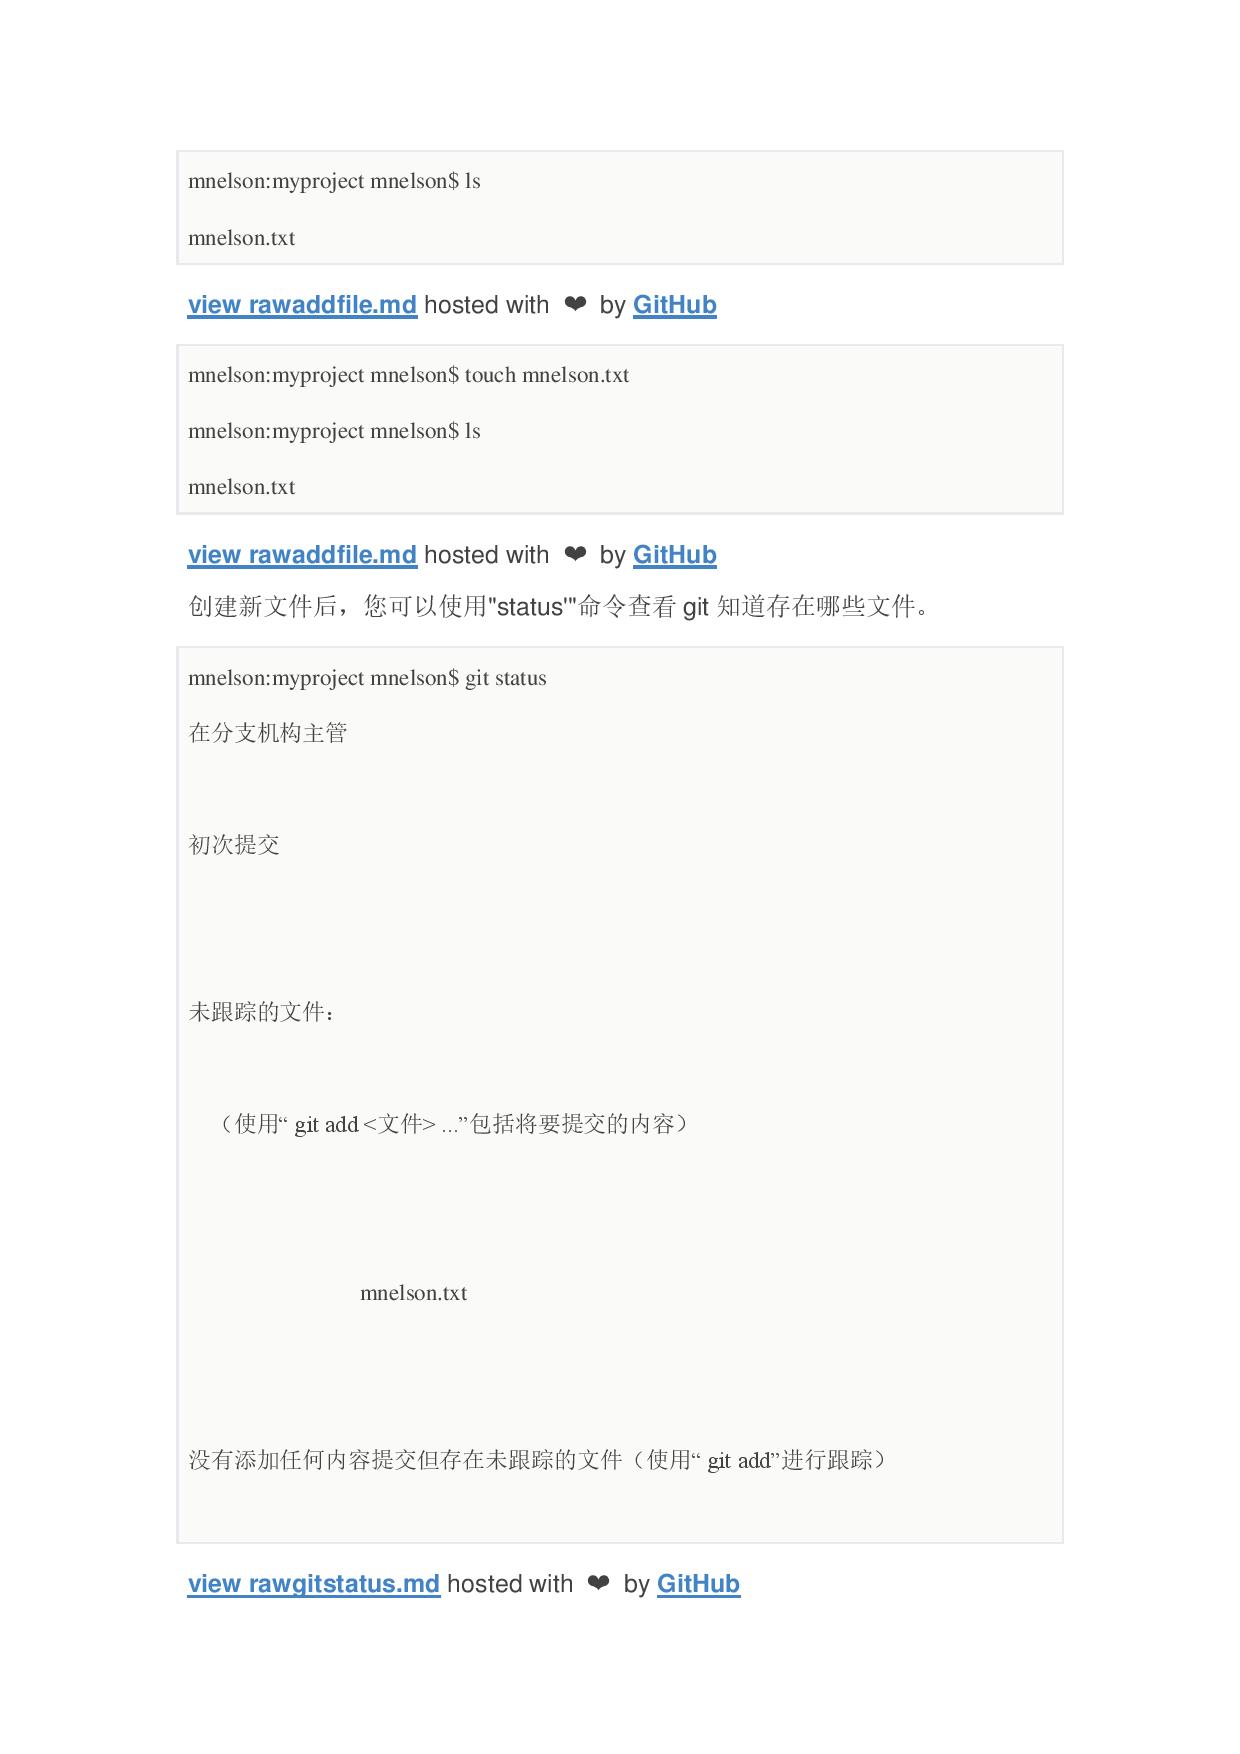 mnelson:myproject mnelson$ ls
mnelson.txt
view rawaddfile.md hosted with ❤ by GitHub
mnelson:myproject mnelson$ touch mnelson.txt
mnelson:myproject mnelson$ ls
mnelson.txt
view rawaddfile.md hosted with ❤ by GitHub
创建新文件后，您可以使用"status'"命令查看 git 知道存在哪些文件。
mnelson:myproject mnelson$ git status
在分支机构主管
初次提交
未跟踪的文件：
（使用“ git add <文件> ...”包括将要提交的内容）
mnelson.txt
没有添加任何内容提交但存在未跟踪的文件（使用“ git add”进行跟踪）
view rawgitstatus.md hosted with ❤ by GitHub